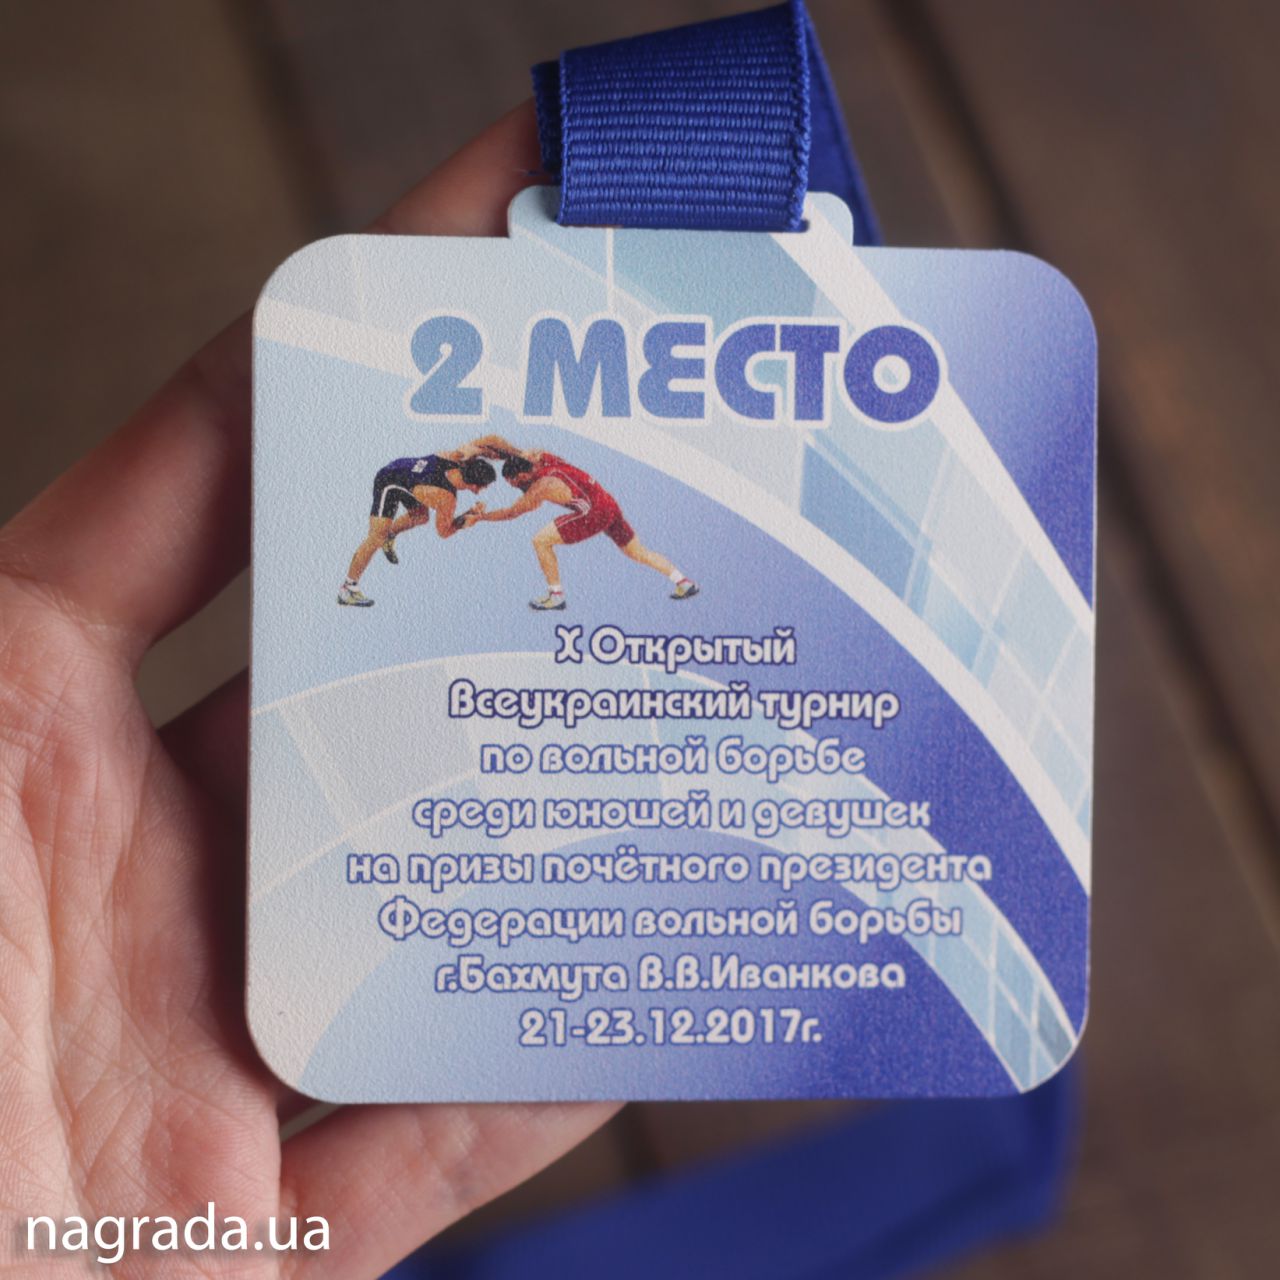 2 МЕСТО
X Открытый
Всеукраинский турнир
по вольной борьбе
среди юношей и девушек
на призы почётного президента
Федерации вольной борьбы
г.Бахмута В.В.Иванкова
21-23.12.2017г.
nagrada.ua